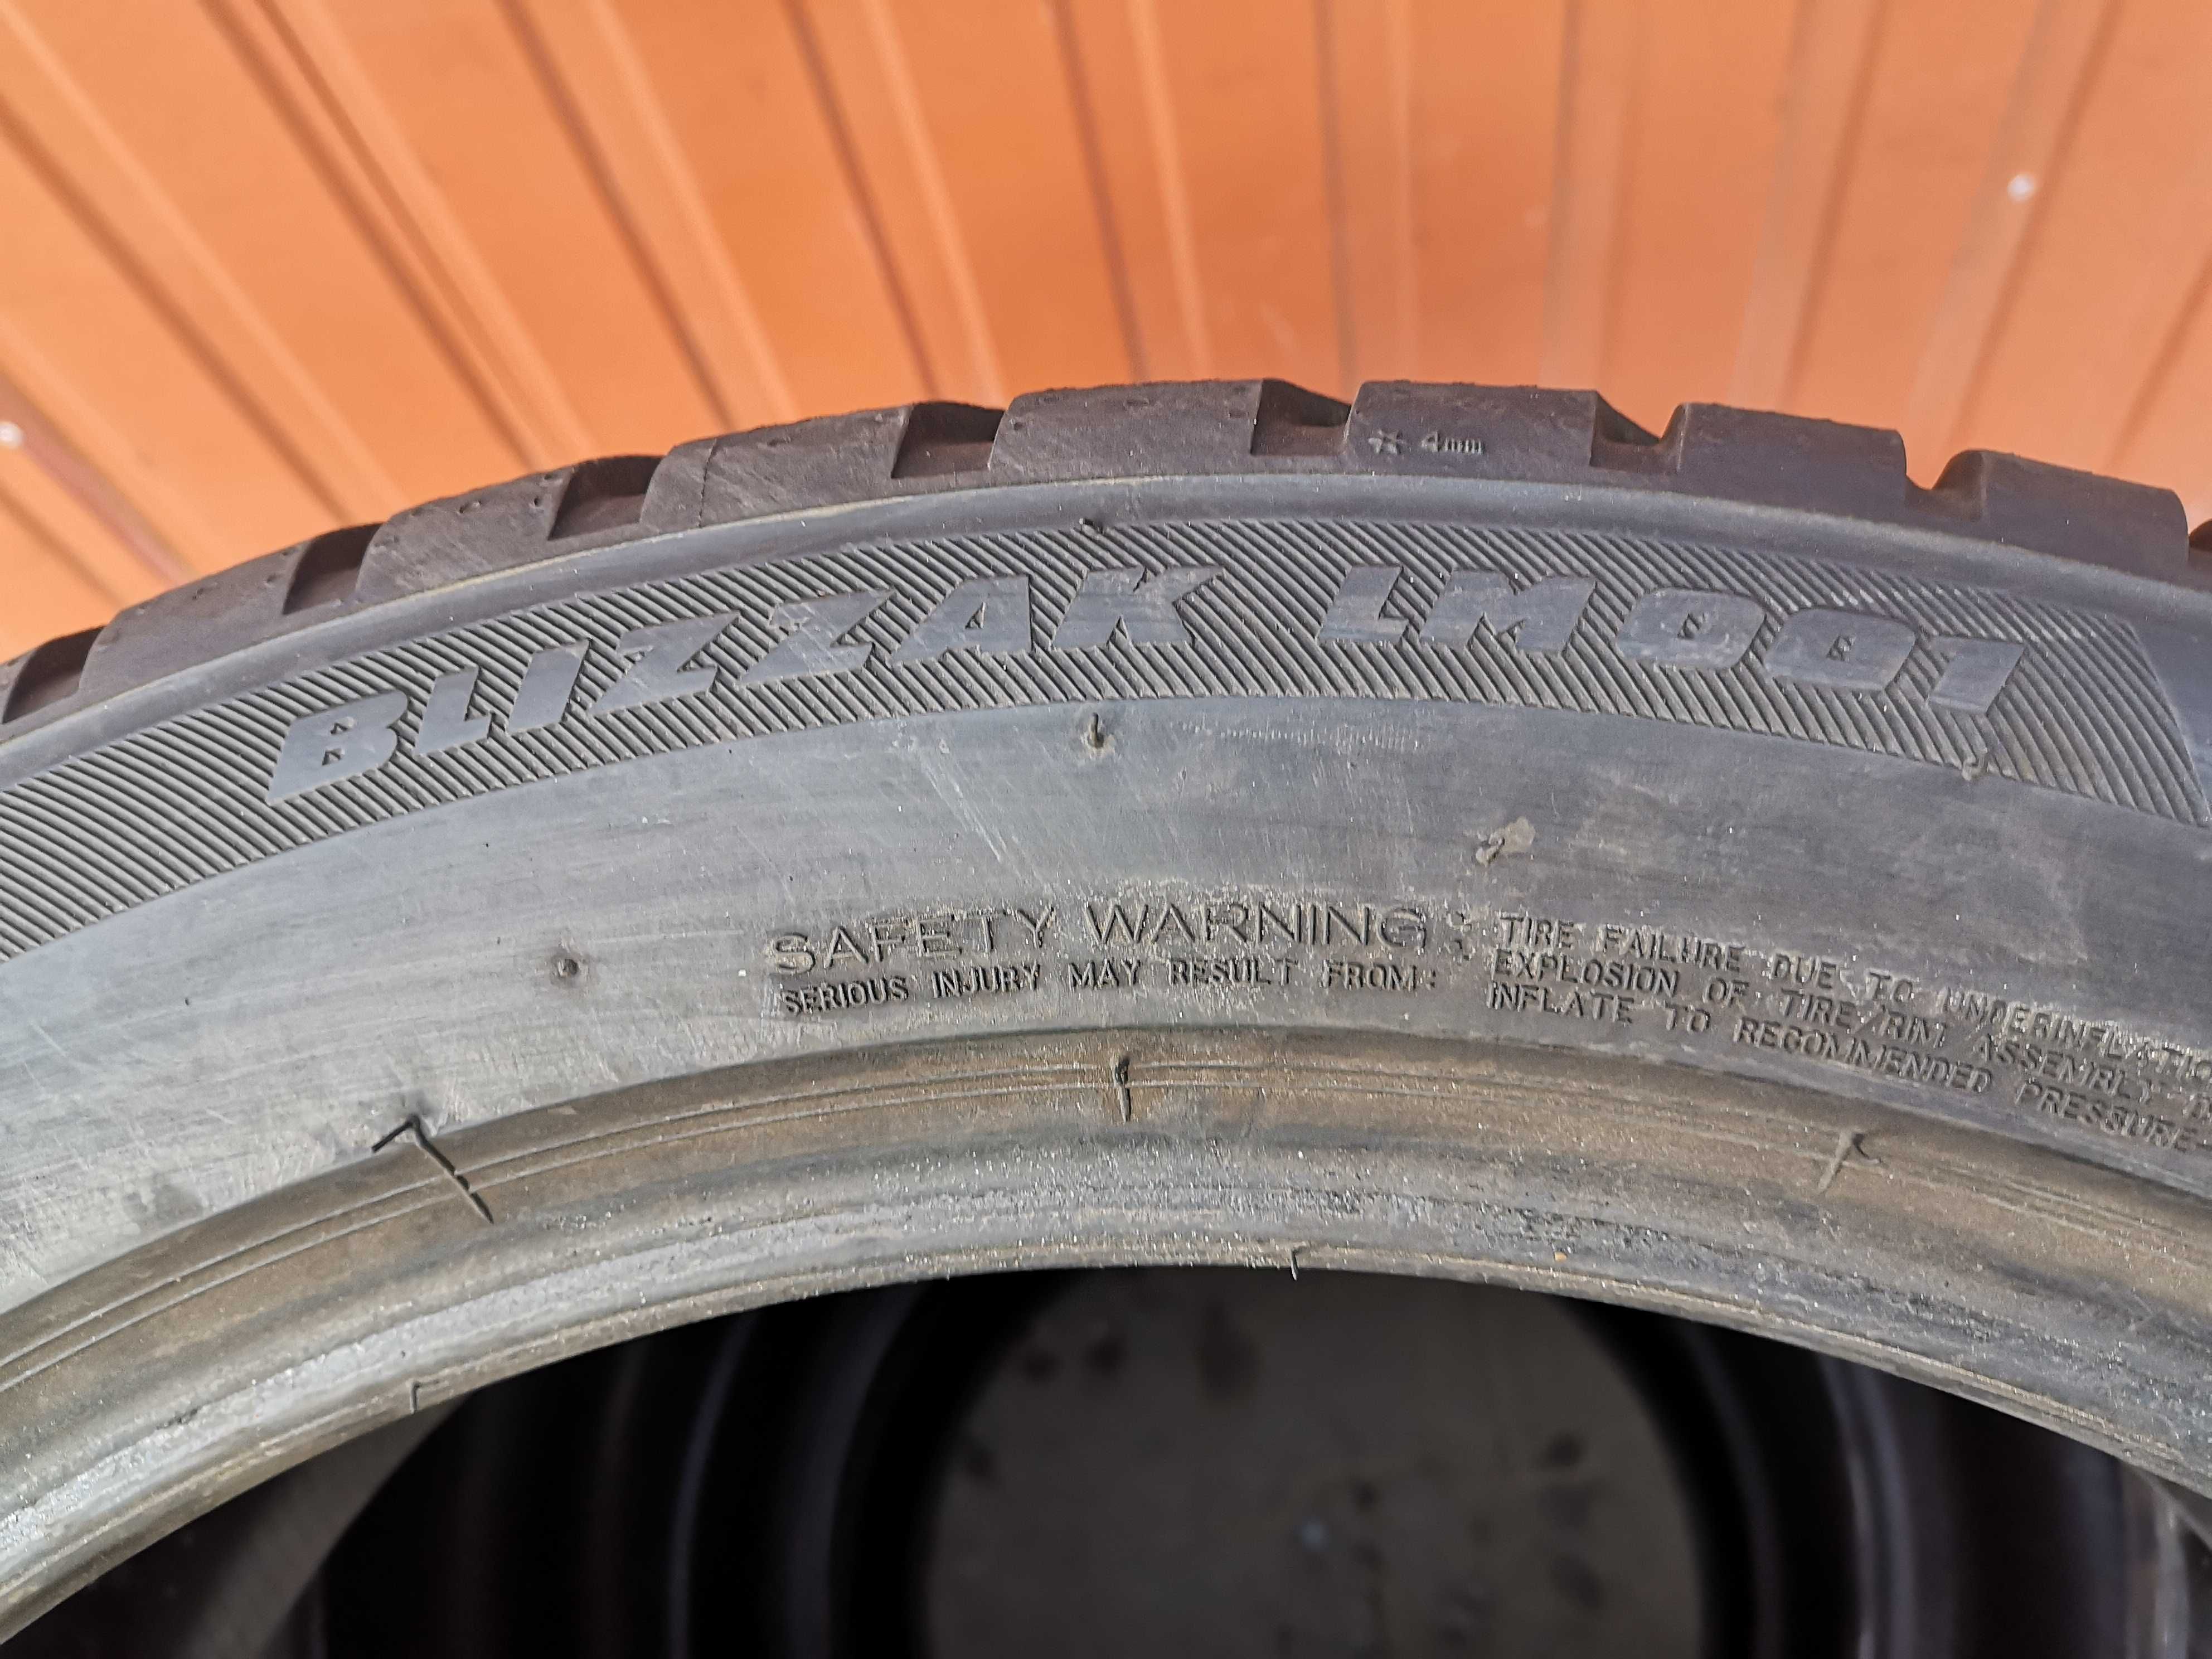 4mm
BLIZZAK LM001
SAFETY WARNING
SERIOUS INJURY MAY RESULT FROM:
TIRE FAILURE DUE TO UNDERINFLATIO
EXPLOSION OF TIRE/RIM ASSEMBLY
INFLATE TO RECOMMENDED PRESSURE-